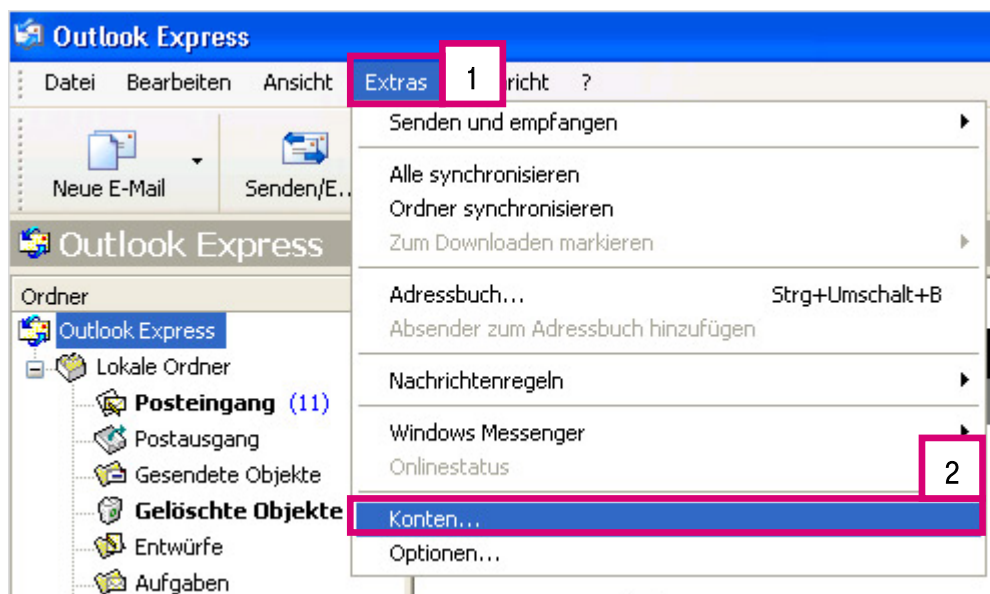 Outlook Express
Datei Bearbeiten Ansicht Extras 1 richt ?
Neue E-Mail Senden/E..
Outlook Express
Ordner
Outlook Express
Lokale Ordner
Posteingang (11)
Postausgang
Gesendete Objekte
Gelöschte Objekte
Entwürfe
Aufgaben
Senden und empfangen
Alle synchronisieren
Ordner synchronisieren
Zum Downloaden markieren
Adressbuch... Strg+Umschalt+B
Absender zum Adressbuch hinzufügen
Nachrichtenregeln
Windows Messenger
Onlinestatus
2
Konten...
Optionen...